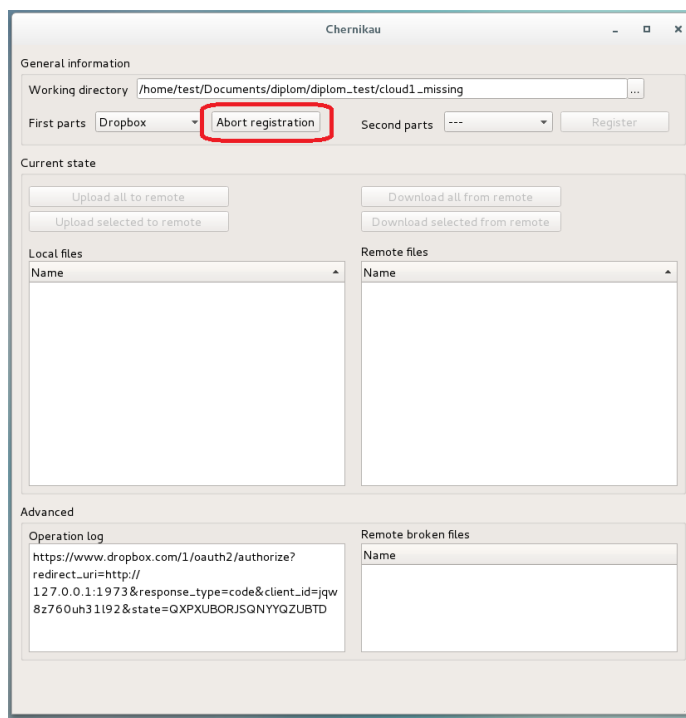 Chernikau
General information
Working directory /home/test/Documents/diplom/diplom_test/cloud1_missing ...
First parts Dropbox Abort registration Second parts --- Register
Current state
Upload all to remote Download all from remote
Upload selected to remote Download selected from remote
Local files Remote files
Name Name
Advanced
Operation log Remote broken files
https://www.dropbox.com/1/oauth2/authorize? Name
redirect_uri=http://
127.0.0.1:1973&response_type=code&client_id=jqw
8z760uh31l92&state=QXPXUBORJSQNYYQZUBTD